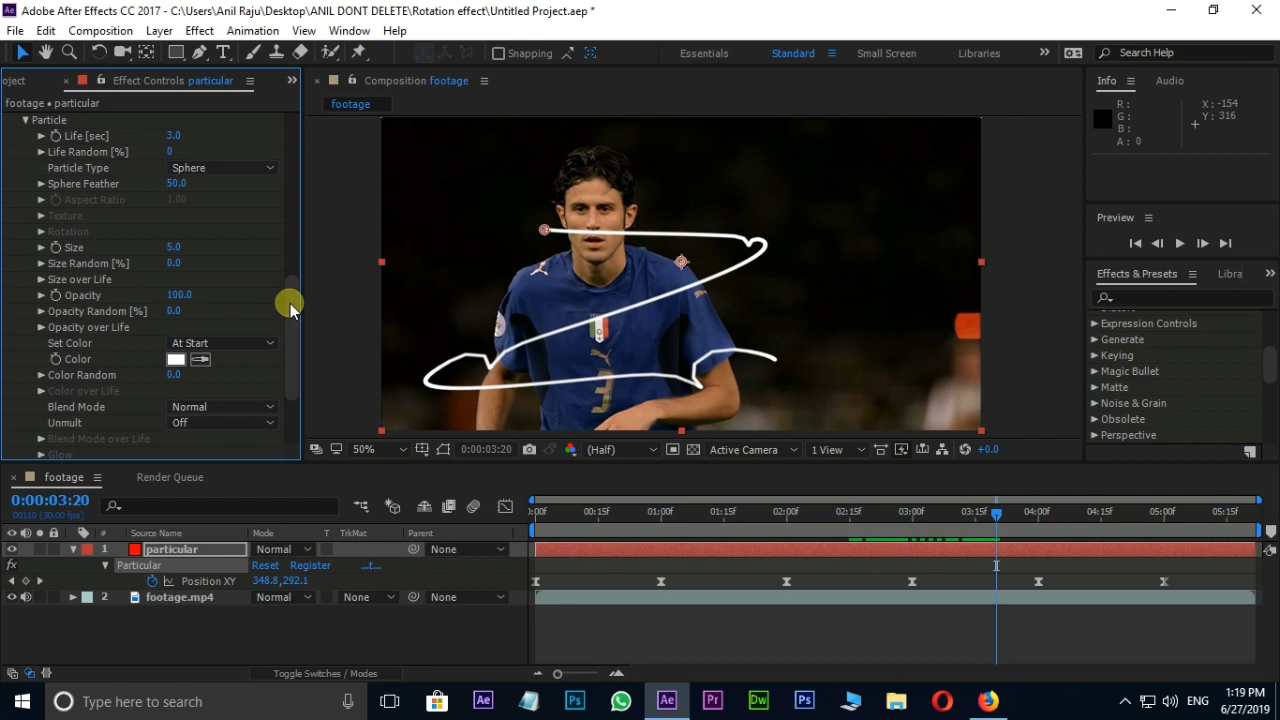 Adobe After Effects CC 2017 - C:\Users\Anil Raju\Desktop\ANIL DONT DELETE\Rotation effect\Untitled Project.aep *
File Edit Composition Layer Effect Animation View Window Help
Snapping Essentials Standard Small Screen Libraries Search Help
oject Effect Controls particular Composition footage Info Audio
footage • particular
footage
Particle
Life [sec] 3.0
Life Random [%] 0
Particle Type Sphere
Sphere Feather 50.0
Aspect Ratio 1.00
Texture
Rotation
Size 5.0
Size Random [%] 0.0
Size over Life
Opacity 100.0
Opacity Random [%] 0.0
Opacity over Life
Set Color At Start
Color
Color Random 0.0
Color over Life
Blend Mode Normal
Unmult Off
Blend Mode over Life
Glow
3
50% 0:00:03:20 (Half) Active Camera 1 View +0.0
R: X: -154
G: Y: 316
B:
A: 0
Preview
Effects & Presets Libra
Expression Controls
Generate
Keying
Magic Bullet
Matte
Noise & Grain
Obsolete
Perspective
footage Render Queue
0:00:03:20
00110 (30.00 fps)
:00f 00:15f 01:00f 01:15f 02:00f 02:15f 03:00f 03:15f 04:00f 04:15f 05:00f 05:15f
# Source Name Mode T TrkMat Parent
1 particular Normal None
fx Particular Reset Register ...t...
Position XY 348.8,292.1
2 footage.mp4 Normal None None
Toggle Switches / Modes
Type here to search
Ae Ps Ae Pr Dw Ps
ENG
1:19 PM
6/27/2019